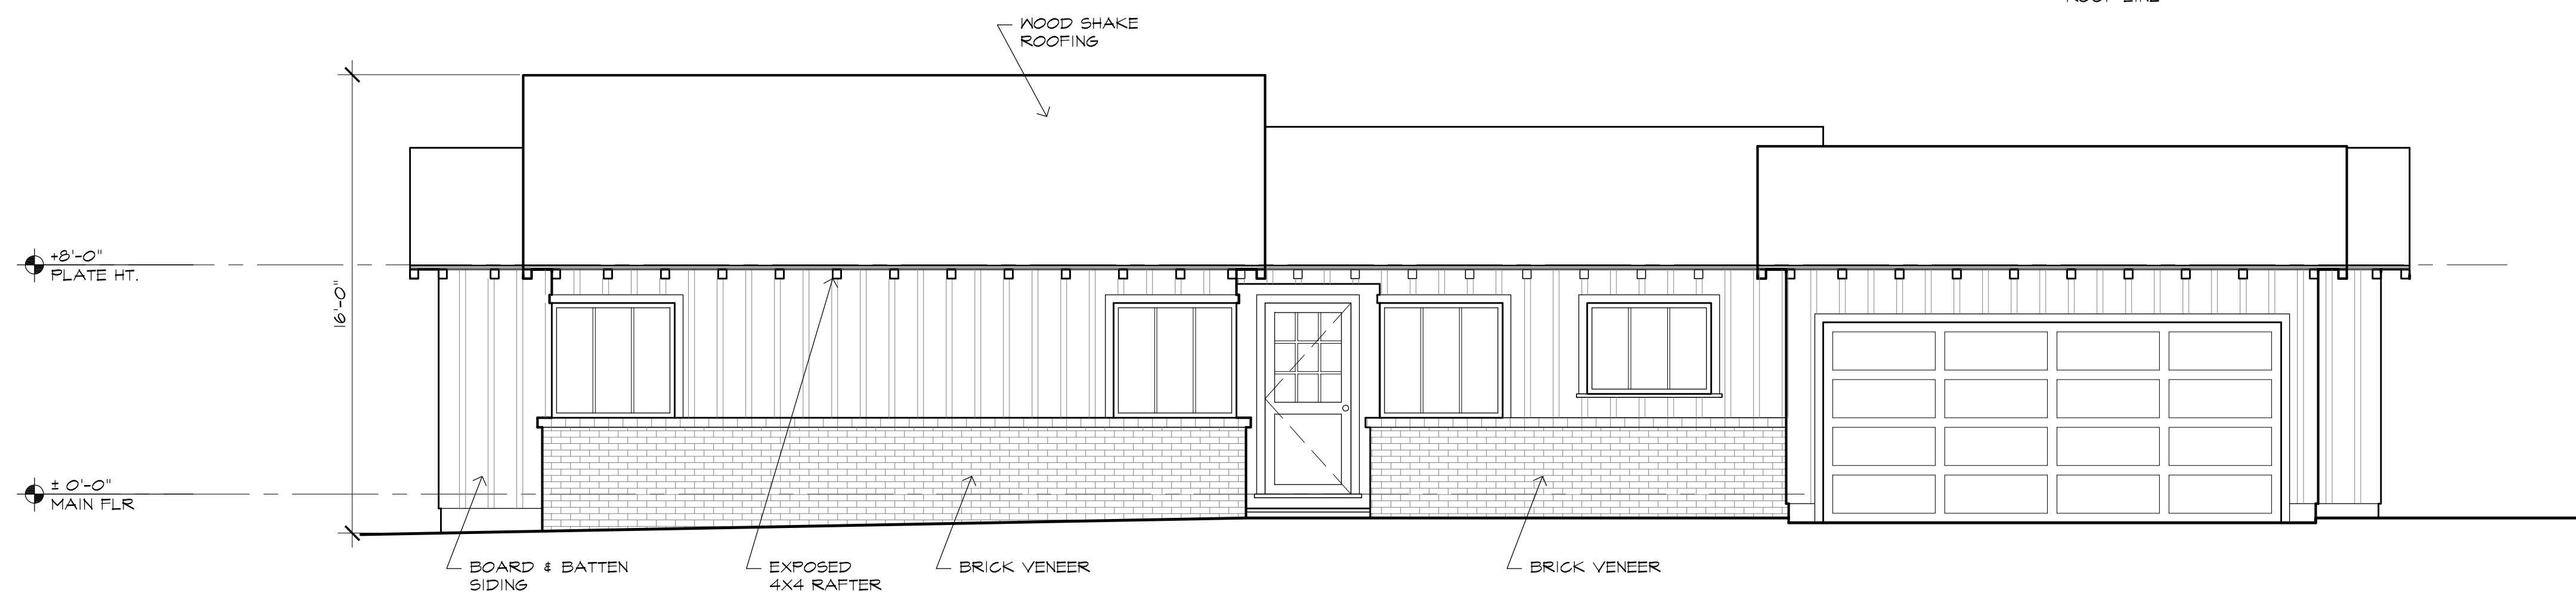 WOOD SHAKE
ROOFING
+8'-0"
PLATE HT.
16'-0"
± 0'-0"
MAIN FLR
BOARD & BATTEN
SIDING
EXPOSED
4X4 RAFTER
BRICK VENEER
BRICK VENEER